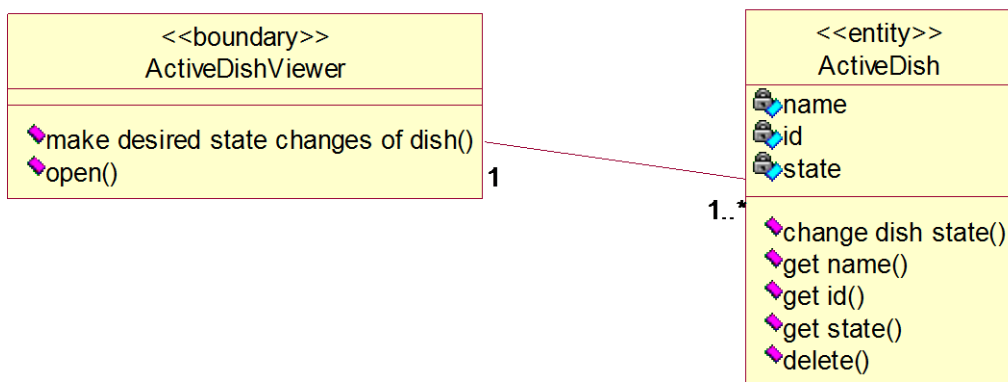 <<boundary>>
ActiveDishViewer
make desired state changes of dish()
open()
1
1..*
<<entity>>
ActiveDish
name
id
state
change dish state()
get name()
get id()
get state()
delete()